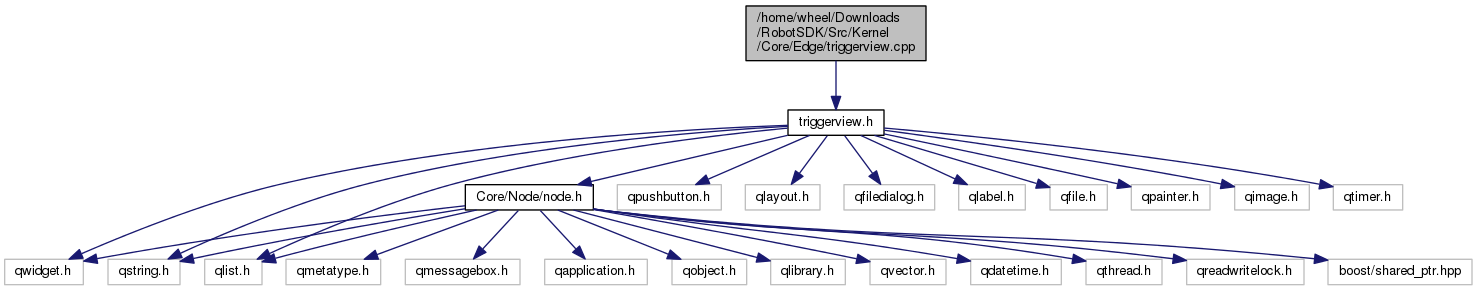 /home/wheel/Downloads
/RobotSDK/Src/Kernel
/Core/Edge/triggerview.cpp
triggerview.h
Core/Node/node.h
qpushbutton.h
qlayout.h
qfiledialog.h
qlabel.h
qfile.h
qpainter.h
qimage.h
qtimer.h
qwidget.h
qstring.h
qlist.h
qmetatype.h
qmessagebox.h
qapplication.h
qobject.h
qlibrary.h
qvector.h
qdatetime.h
qthread.h
qreadwritelock.h
boost/shared_ptr.hpp